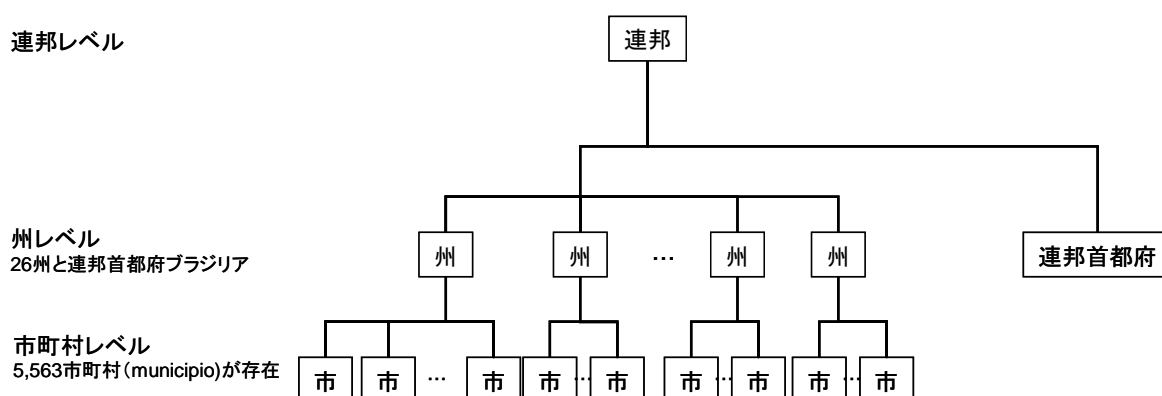 連邦レベル
連邦
州レベル
26州と連邦首都府ブラジリア
州 州 … 州 州
連邦首都府
市町村レベル
5,563市町村(municipio)が存在
市 市 … 市 市 … 市 市 … 市 市 … 市